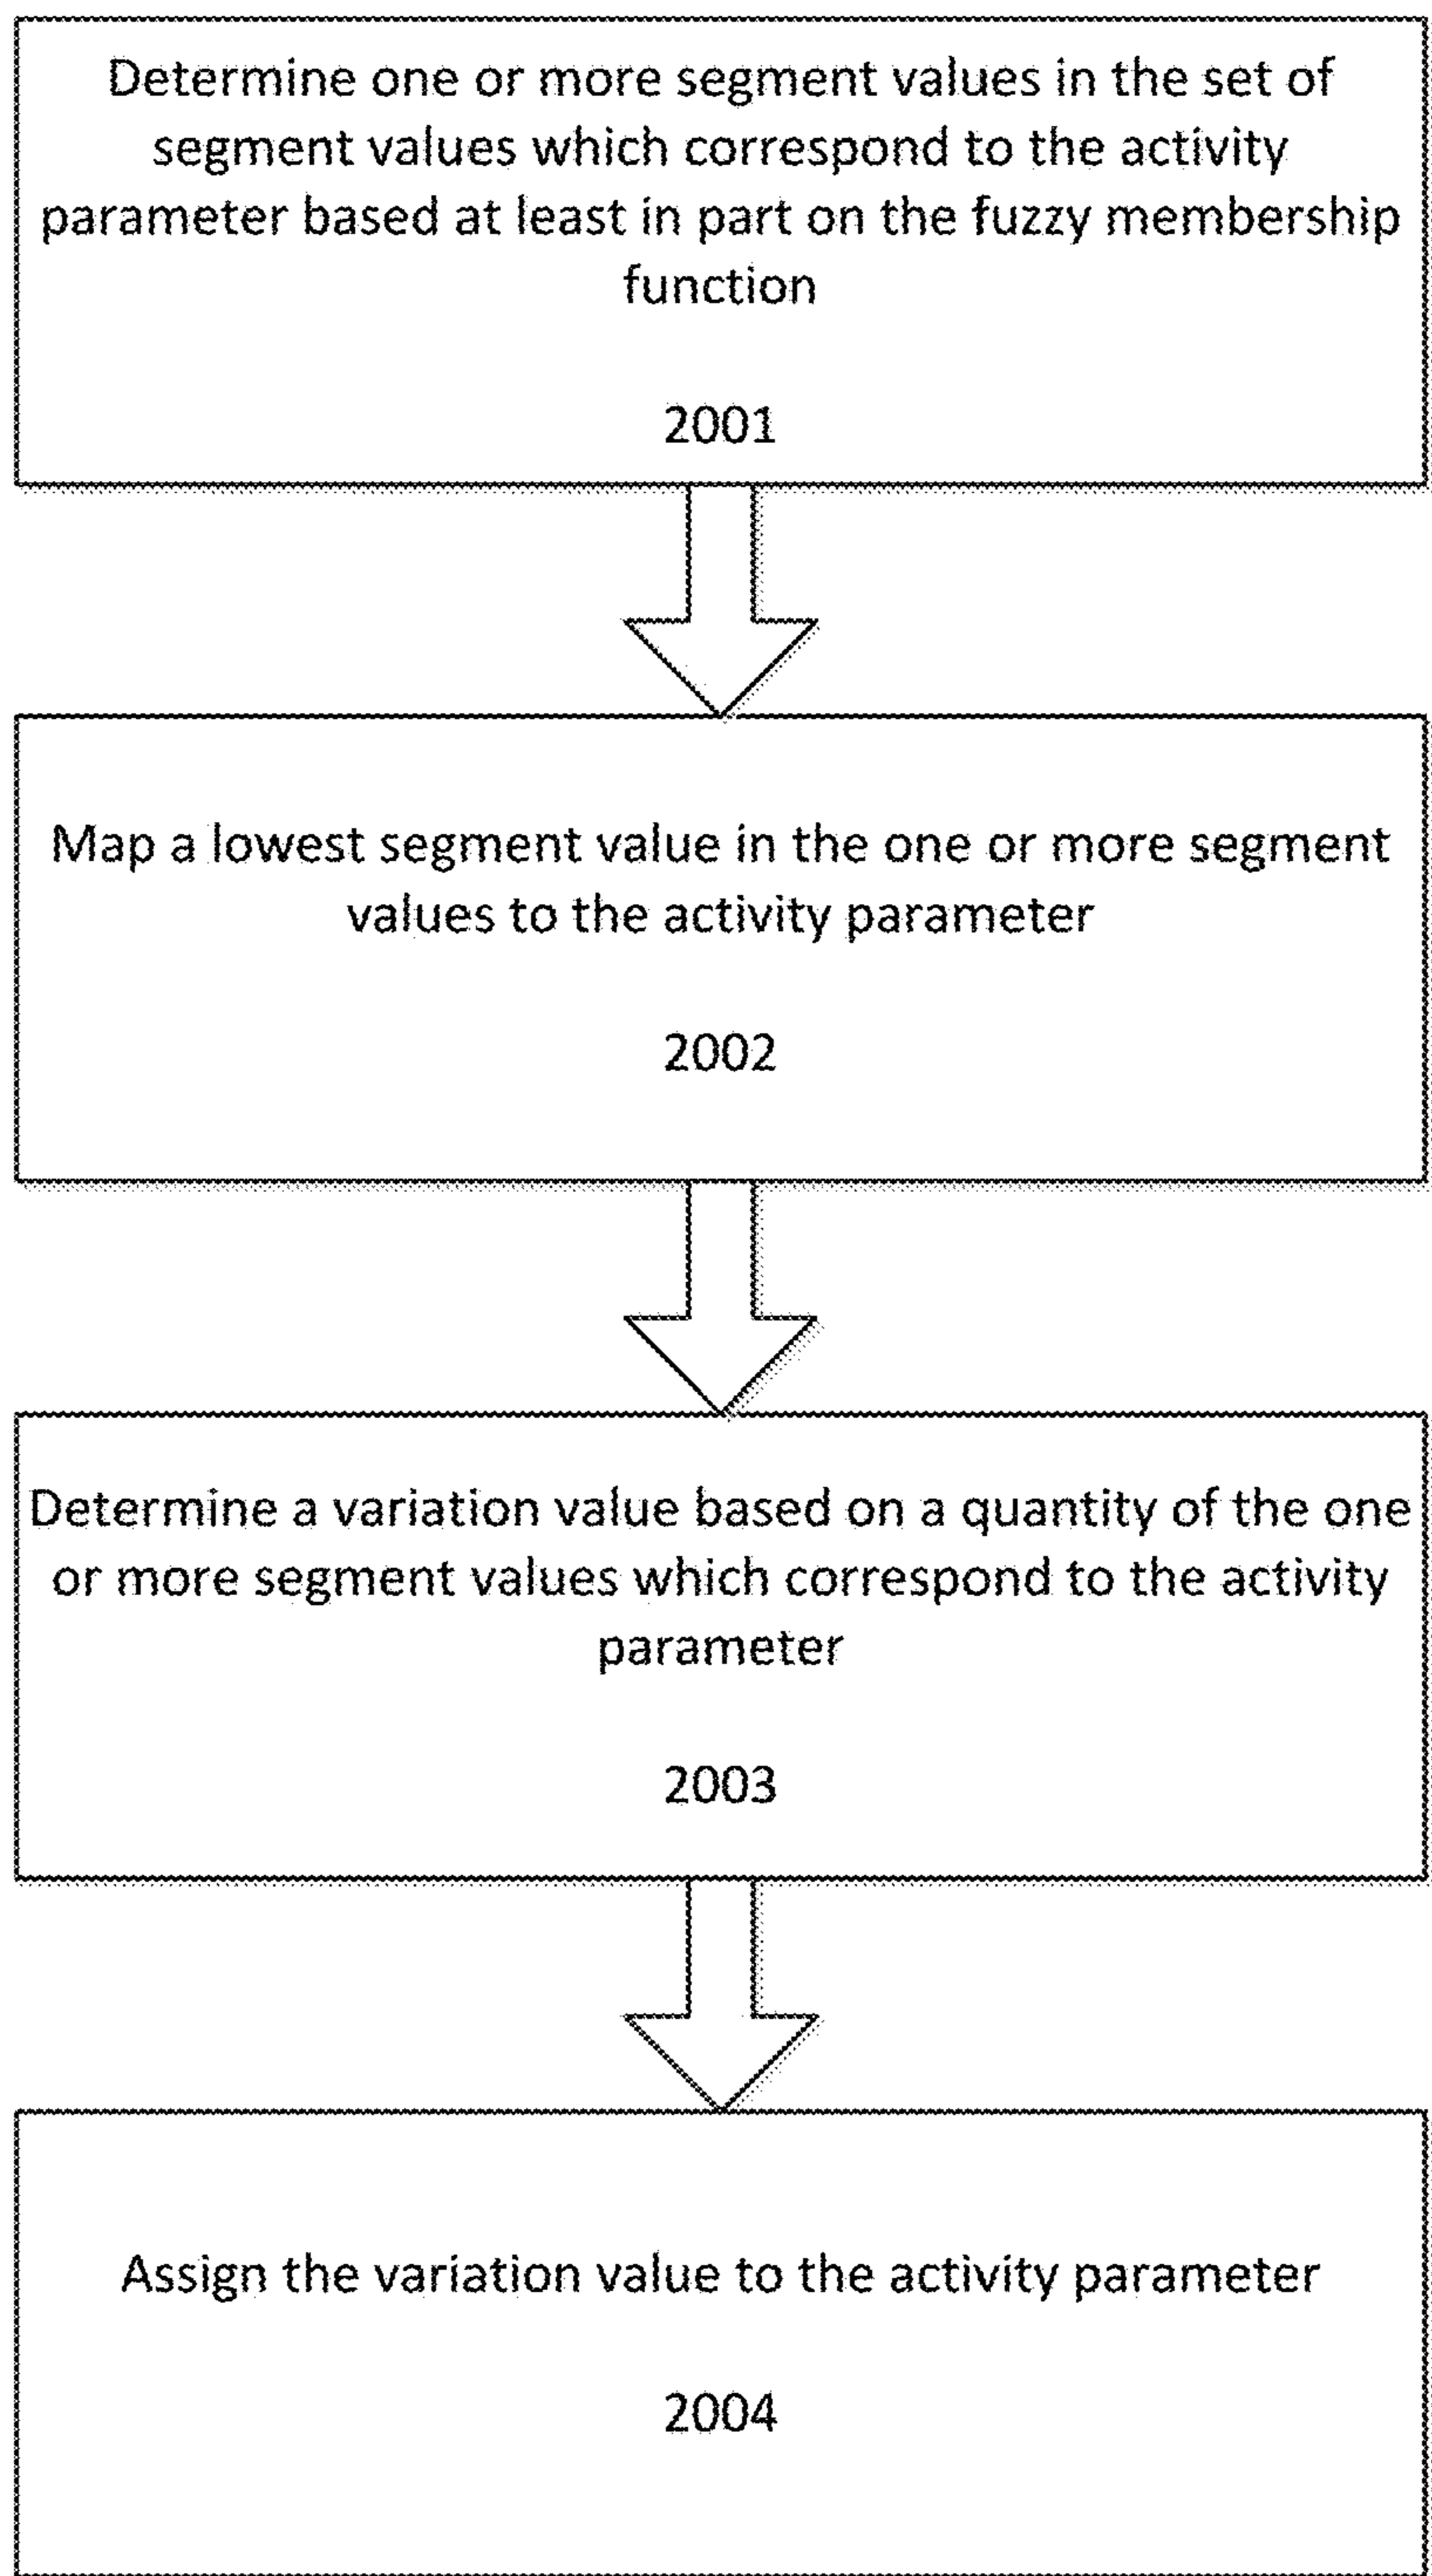 Determine one or more segment values in the set of
segment values which correspond to the activity
parameter based at least in part on the fuzzy membership
function
2001
Map a lowest segment value in the one or more segment
values to the activity parameter
2002
Determine a variation value based on a quantity of the one
or more segment values which correspond to the activity
parameter
2003
Assign the variation value to the activity parameter
2004